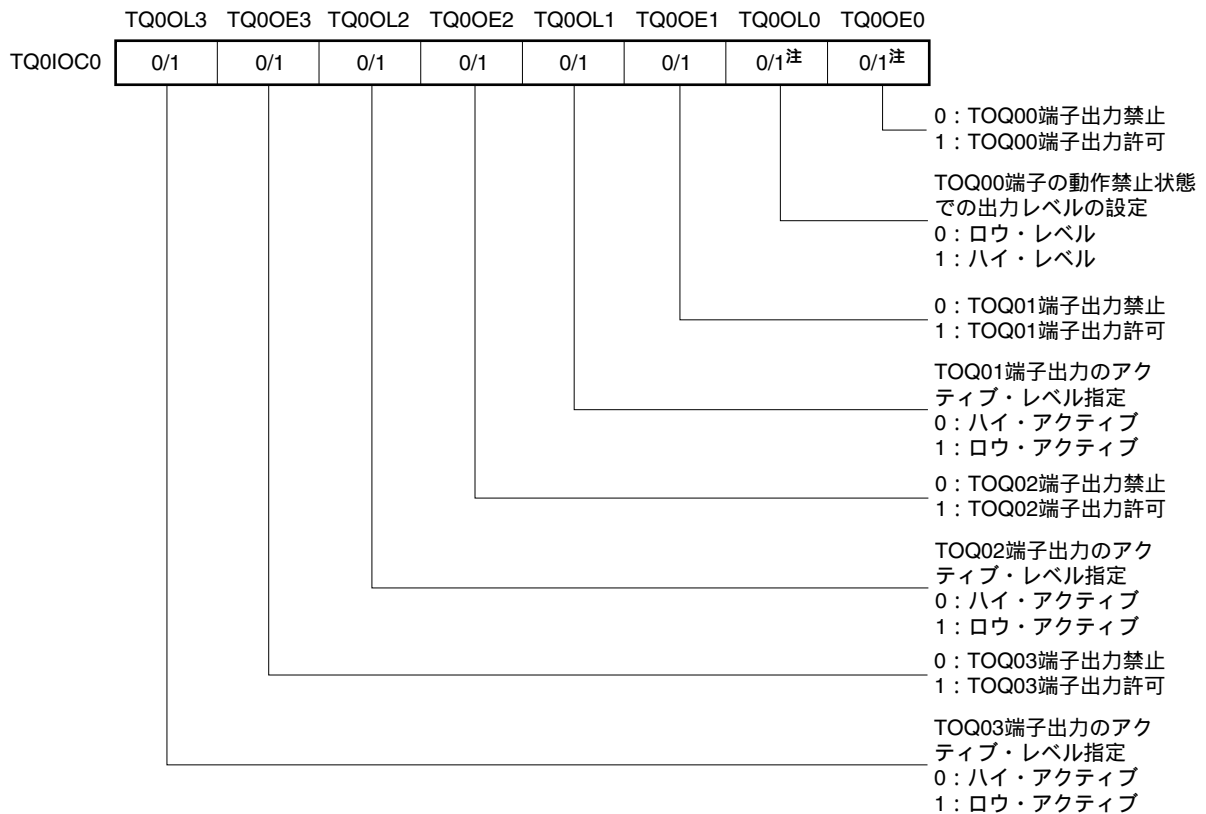 TQ0OL3 TQ0OE3 TQ0OL2 TQ0OE2 TQ0OL1 TQ0OE1 TQ0OL0 TQ0OE0
TQ0IOC0 0/1 0/1 0/1 0/1 0/1 0/1 0/1注 0/1注
0：TOQ00端子出力禁止
1：TOQ00端子出力許可
TOQ00端子の動作禁止状態
での出力レベルの設定
0：ロウ・レベル
1：ハイ・レベル
0：TOQ01端子出力禁止
1：TOQ01端子出力許可
TOQ01端子出力のアク
ティブ・レベル指定
0：ハイ・アクティブ
1：ロウ・アクティブ
0：TOQ02端子出力禁止
1：TOQ02端子出力許可
TOQ02端子出力のアク
ティブ・レベル指定
0：ハイ・アクティブ
1：ロウ・アクティブ
0：TOQ03端子出力禁止
1：TOQ03端子出力許可
TOQ03端子出力のアク
ティブ・レベル指定
0：ハイ・アクティブ
1：ロウ・アクティブ